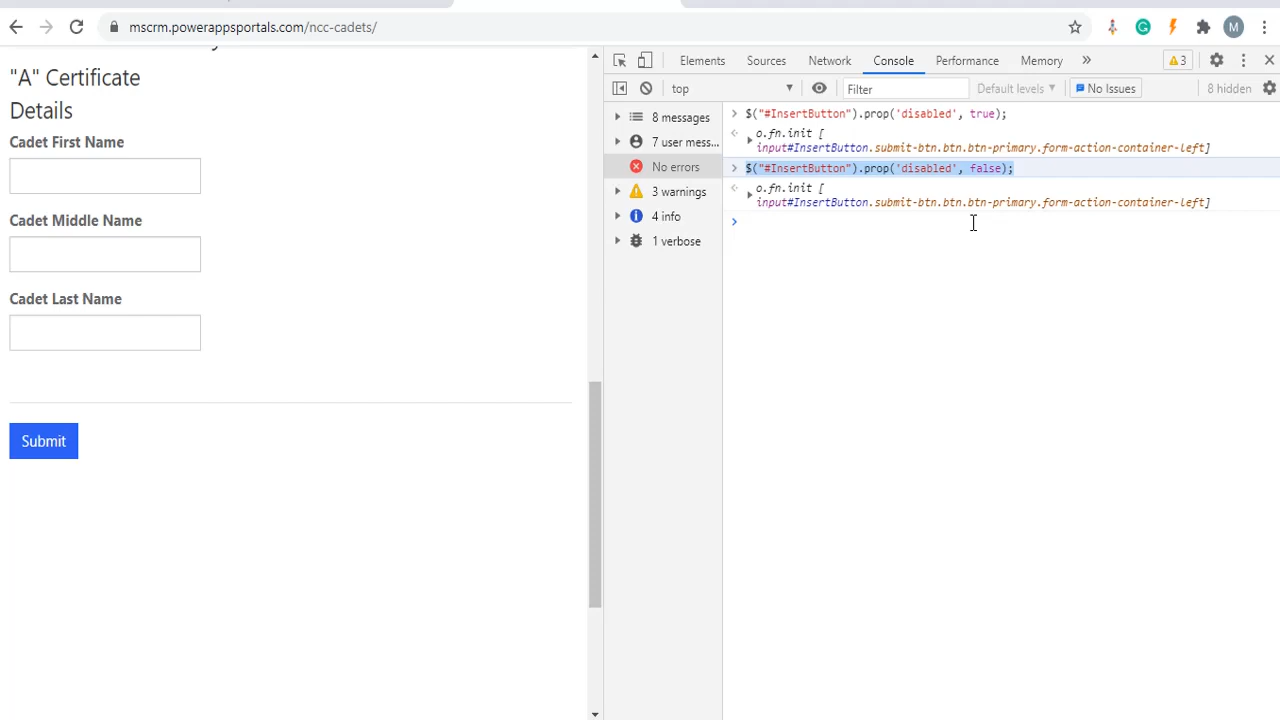 mscrm.powerappsportals.com/ncc-cadets/
M
Elements
Sources
Network
Console
Performance
Memory
»
3
top
Filter
Default levels
No Issues
8 hidden
"A" Certificate
Details
Cadet First Name
Cadet Middle Name
Cadet Last Name
Submit
8 messages
7 user mess...
No errors
3 warnings
4 info
1 verbose
> $("#InsertButton").prop('disabled', true);
o.fn.init [
input#InsertButton.submit-btn.btn.btn-primary.form-action-container-left]
> $("#InsertButton").prop('disabled', false);
o.fn.init [
input#InsertButton.submit-btn.btn.btn-primary.form-action-container-left]
>